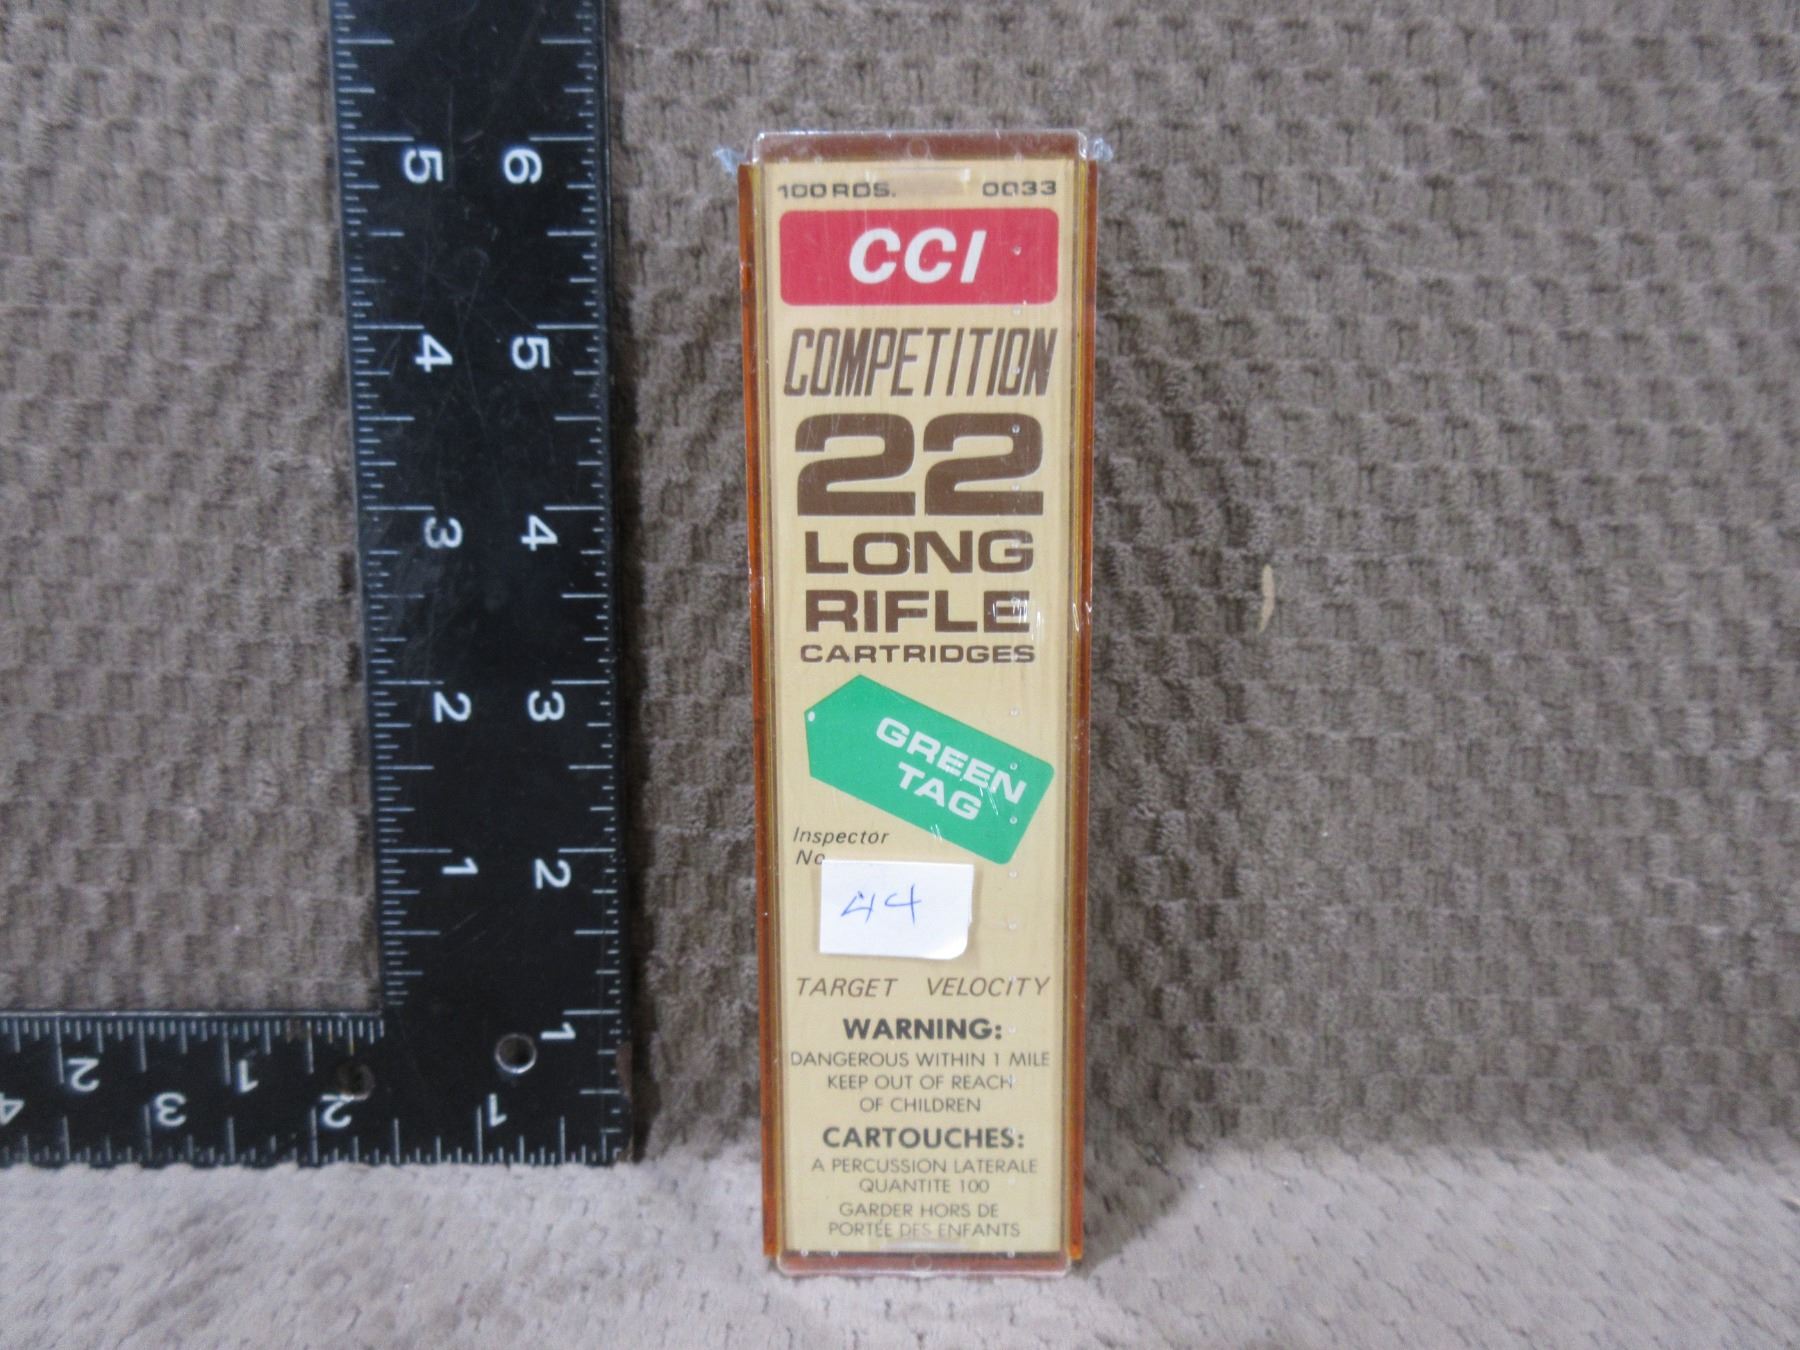 100 RDS. 0033
CCI
COMPETITION
22
LONG
RIFLE
CARTRIDGES
GREEN
TAG
Inspector
No
44
TARGET VELOCITY
WARNING:
DANGEROUS WITHIN 1 MILE
KEEP OUT OF REACH
OF CHILDREN
CARTOUCHES:
A PERCUSSION LATERALE
QUANTITE 100
GARDER HORS DE
PORTÉE DES ENFANTS
5 6
4 5
3 4
2 3
1 2
1
2 1
4 3 2 1